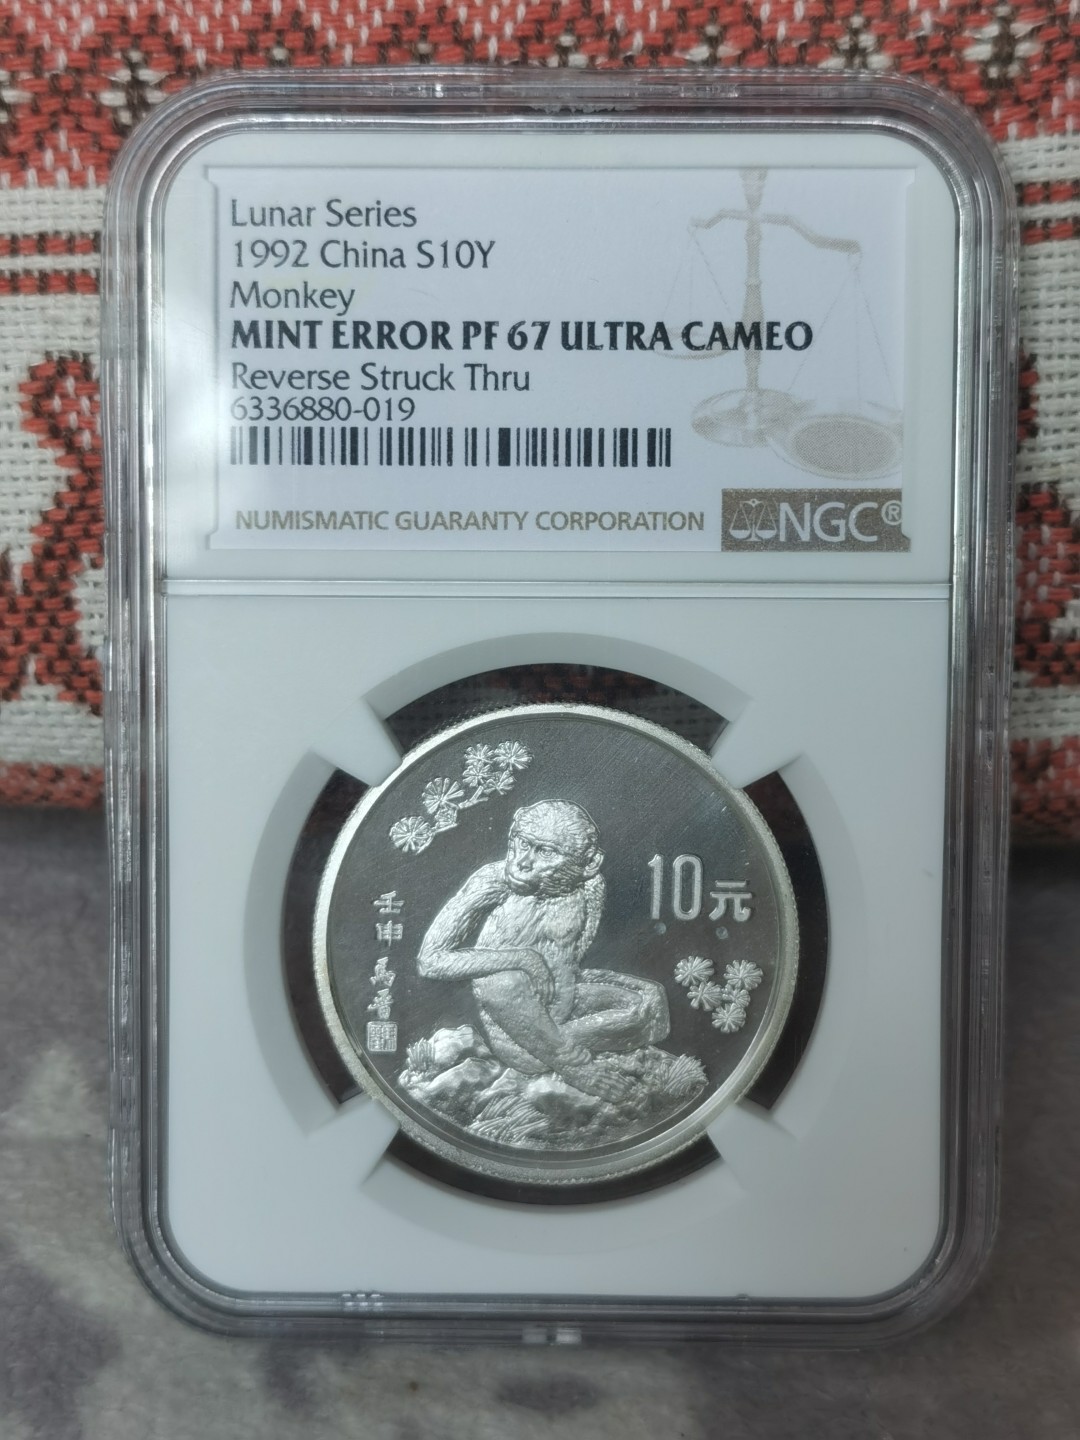 Lunar Series
1992 China S10Y
Monkey
MINT ERROR PF 67 ULTRA CAMEO
Reverse Struck Thru
6336880-019
NUMISMATIC GUARANTY CORPORATION
NGC®
10元
壬申